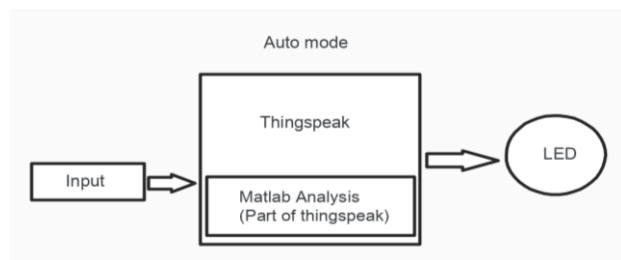 Auto mode
Thingspeak
Input
LED
Matlab Analysis
(Part of thingspeak)